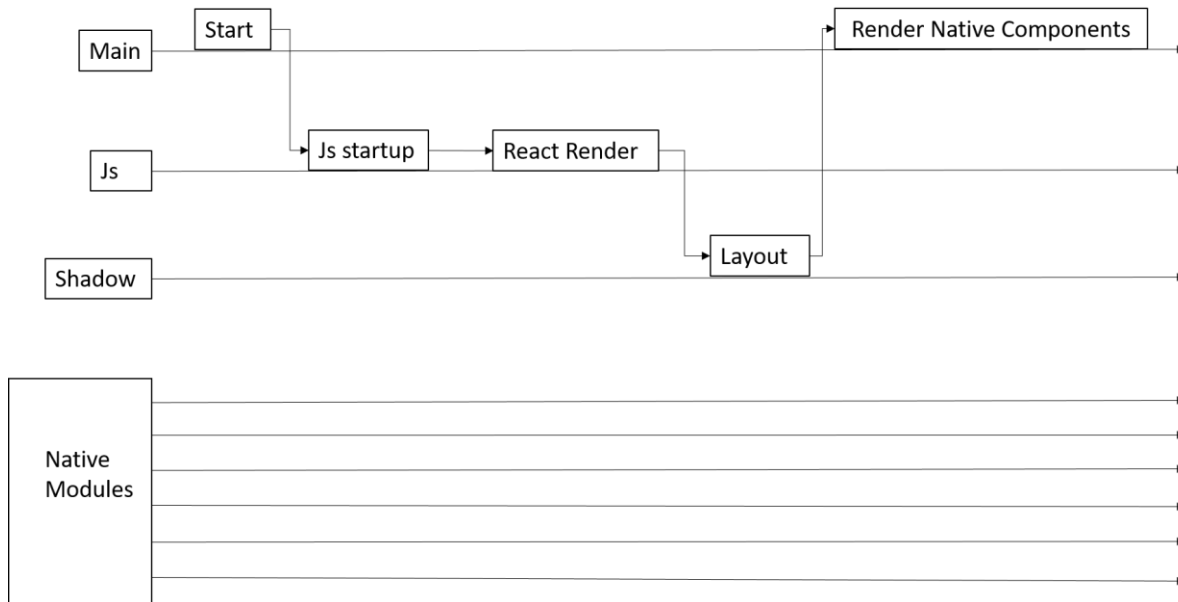 Start
Render Native Components
Main
Js startup
React Render
Js
Layout
Shadow
Native
Modules